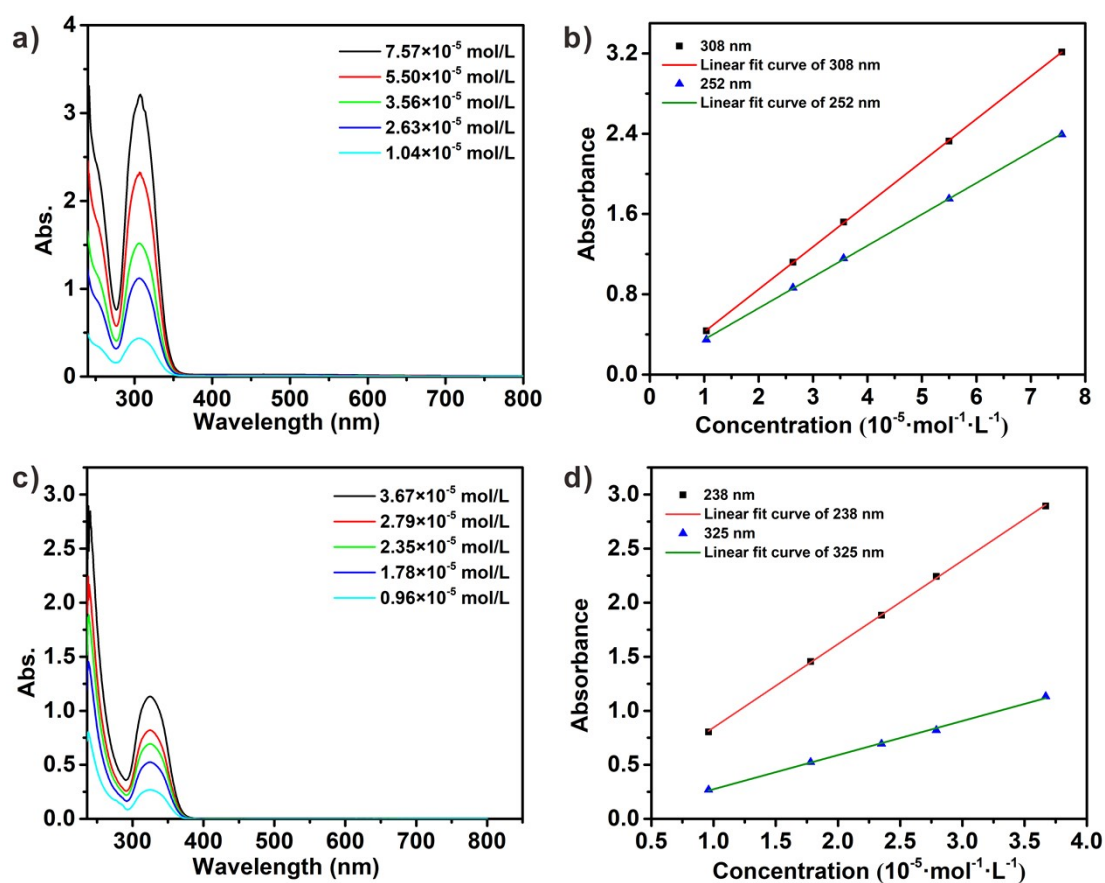 a)
4
3
2
1
0
Abs.
7.57×10⁻⁵ mol/L
5.50×10⁻⁵ mol/L
3.56×10⁻⁵ mol/L
2.63×10⁻⁵ mol/L
1.04×10⁻⁵ mol/L
300 400 500 600 700 800
Wavelength (nm)
b)
3.2
2.4
1.6
0.8
0.0
Absorbance
308 nm
Linear fit curve of 308 nm
252 nm
Linear fit curve of 252 nm
0 1 2 3 4 5 6 7 8
Concentration (10⁻⁵·mol⁻¹·L⁻¹)
c)
3.0
2.5
2.0
1.5
1.0
0.5
0.0
Abs.
3.67×10⁻⁵ mol/L
2.79×10⁻⁵ mol/L
2.35×10⁻⁵ mol/L
1.78×10⁻⁵ mol/L
0.96×10⁻⁵ mol/L
300 400 500 600 700 800
Wavelength (nm)
d)
3.0
2.5
2.0
1.5
1.0
0.5
0.0
Absorbance
238 nm
Linear fit curve of 238 nm
325 nm
Linear fit curve of 325 nm
0.5 1.0 1.5 2.0 2.5 3.0 3.5 4.0
Concentration (10⁻⁵·mol⁻¹·L⁻¹)